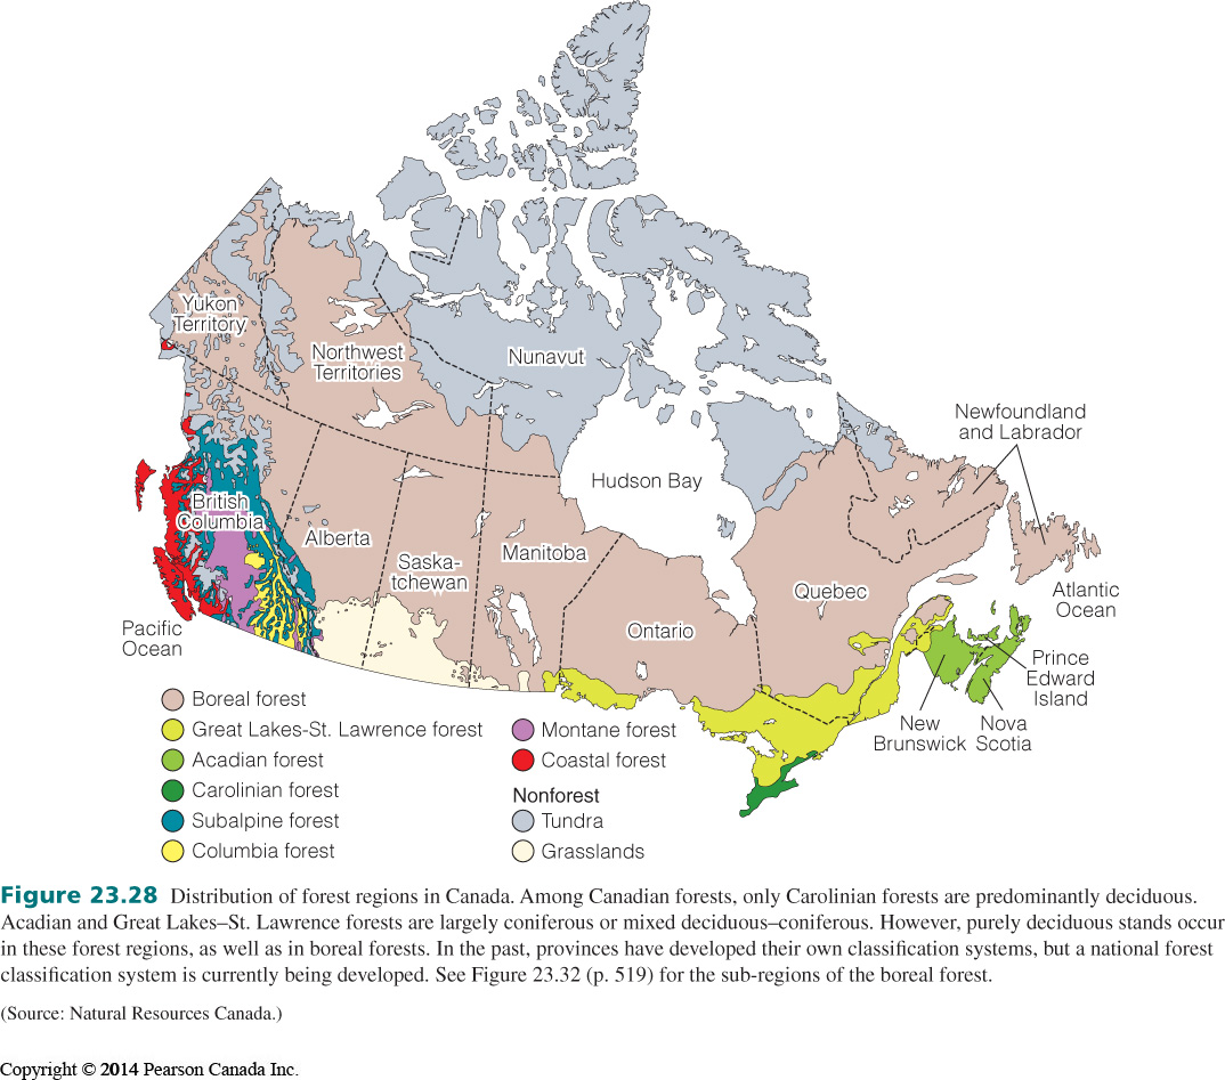 Yukon
Territory
Northwest
Territories
Nunavut
Newfoundland
and Labrador
Hudson Bay
British
Columbia
Alberta
Saska-
tchewan
Manitoba
Quebec
Ontario
Atlantic
Ocean
Pacific
Ocean
Prince
Edward
Island
New
Brunswick
Nova
Scotia
Boreal forest
Great Lakes-St. Lawrence forest
Acadian forest
Carolinian forest
Subalpine forest
Columbia forest
Montane forest
Coastal forest
Nonforest
Tundra
Grasslands
Figure 23.28 Distribution of forest regions in Canada. Among Canadian forests, only Carolinian forests are predominantly deciduous.
Acadian and Great Lakes–St. Lawrence forests are largely coniferous or mixed deciduous–coniferous. However, purely deciduous stands occur
in these forest regions, as well as in boreal forests. In the past, provinces have developed their own classification systems, but a national forest
classification system is currently being developed. See Figure 23.32 (p. 519) for the sub-regions of the boreal forest.
(Source: Natural Resources Canada.)
Copyright © 2014 Pearson Canada Inc.